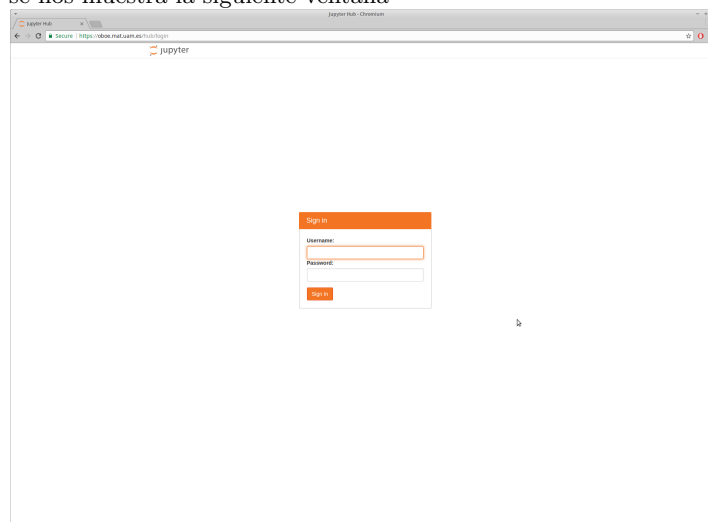 se nos muestra la siguiente ventana
Jupyter Hub - Chromium
Jupyter Hub x
Secure | https://oboe.mat.uam.es/hub/login
jupyter
Sign in
Username:
Password:
Sign In